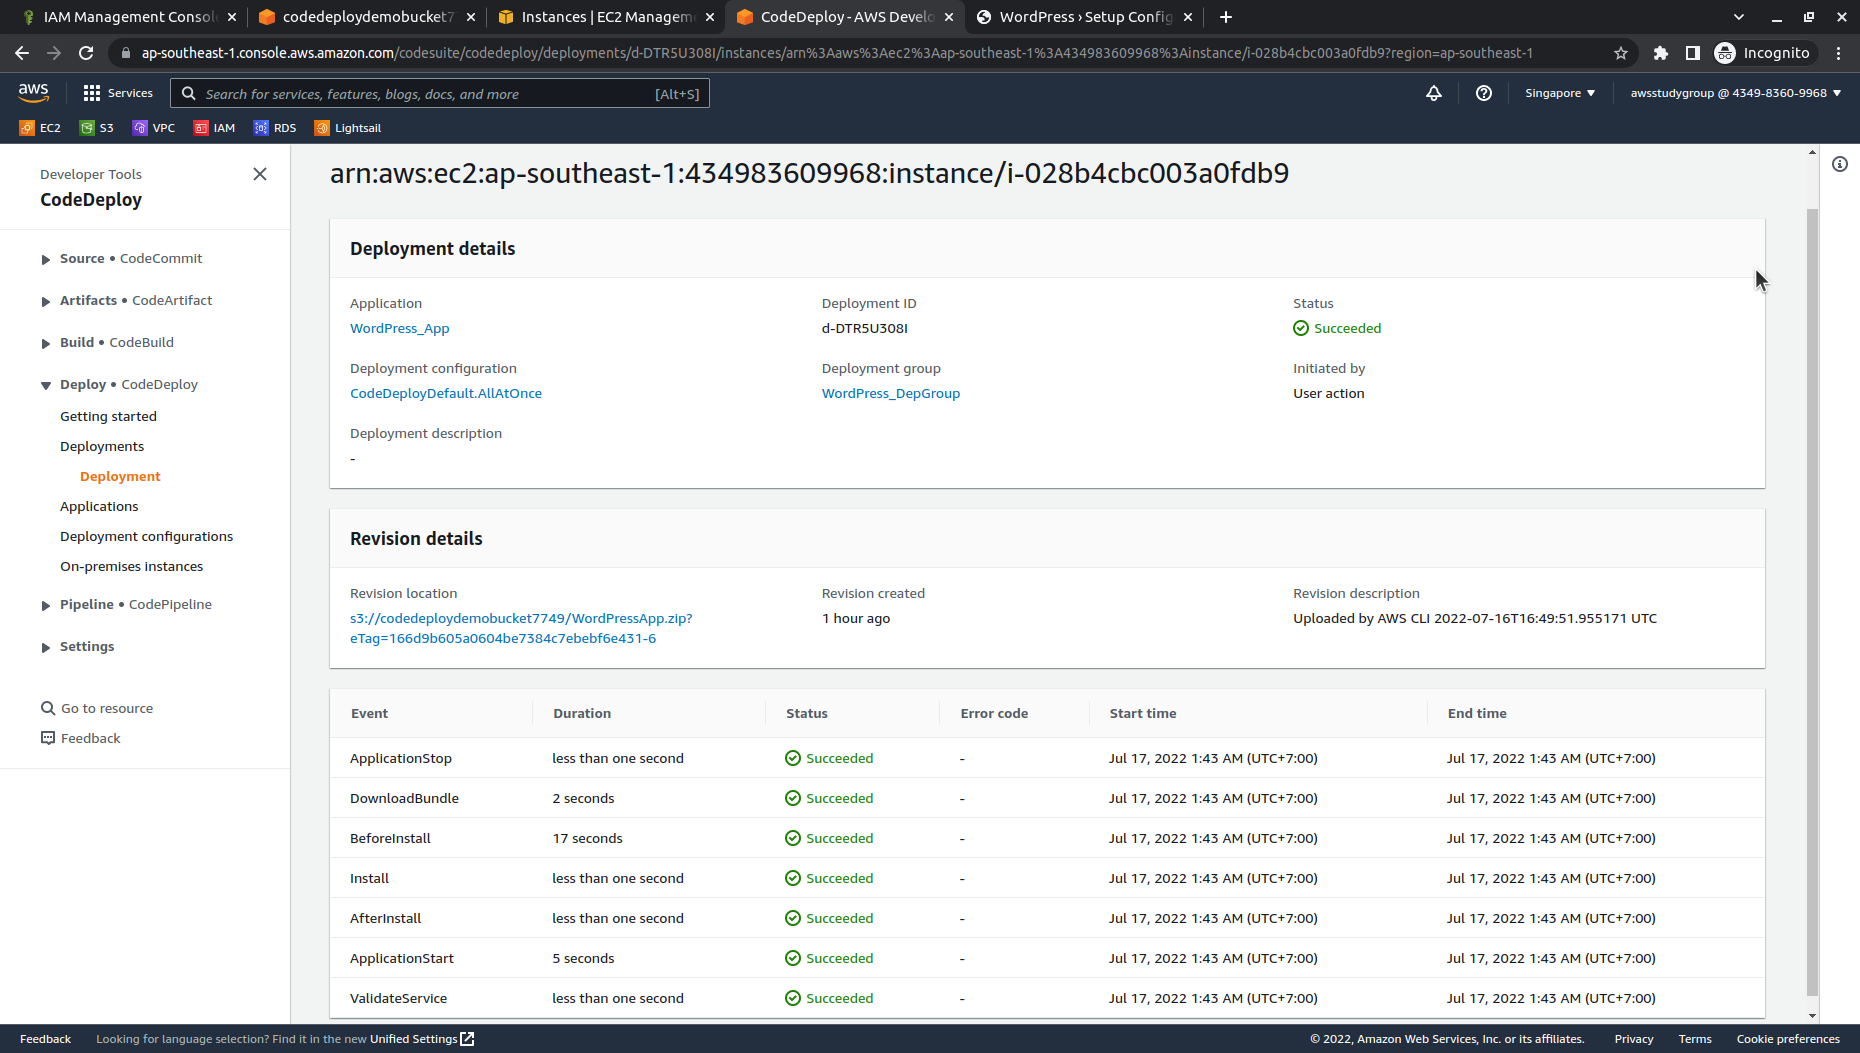 IAM Management Consol
codedeploydemobucket7
Instances | EC2 Managem
CodeDeploy - AWS Develo
WordPress › Setup Config
ap-southeast-1.console.aws.amazon.com/codesuite/codedeploy/deployments/d-DTR5U308I/instances/arn%3Aaws%3Aec2%3Aap-southeast-1%3A434983609968%3Ainstance/i-028b4cbc003a0fdb9?region=ap-southeast-1
Incognito
aws
Services
Search for services, features, blogs, docs, and more [Alt+S]
Singapore
awsstudygroup @ 4349-8360-9968
EC2 S3 VPC IAM RDS Lightsail
Developer Tools
CodeDeploy
Source • CodeCommit
Artifacts • CodeArtifact
Build • CodeBuild
Deploy • CodeDeploy
Getting started
Deployments
Deployment
Applications
Deployment configurations
On-premises instances
Pipeline • CodePipeline
Settings
Go to resource
Feedback
arn:aws:ec2:ap-southeast-1:434983609968:instance/i-028b4cbc003a0fdb9
Deployment details
Application Deployment ID Status
WordPress_App d-DTR5U308I Succeeded
Deployment configuration Deployment group Initiated by
CodeDeployDefault.AllAtOnce WordPress_DepGroup User action
Deployment description
-
Revision details
Revision location Revision created Revision description
s3://codedeploydemobucket7749/WordPressApp.zip? 1 hour ago Uploaded by AWS CLI 2022-07-16T16:49:51.955171 UTC
eTag=166d9b605a0604be7384c7ebebf6e431-6
Event Duration Status Error code Start time End time
ApplicationStop less than one second Succeeded - Jul 17, 2022 1:43 AM (UTC+7:00) Jul 17, 2022 1:43 AM (UTC+7:00)
DownloadBundle 2 seconds Succeeded - Jul 17, 2022 1:43 AM (UTC+7:00) Jul 17, 2022 1:43 AM (UTC+7:00)
BeforeInstall 17 seconds Succeeded - Jul 17, 2022 1:43 AM (UTC+7:00) Jul 17, 2022 1:43 AM (UTC+7:00)
Install less than one second Succeeded - Jul 17, 2022 1:43 AM (UTC+7:00) Jul 17, 2022 1:43 AM (UTC+7:00)
AfterInstall less than one second Succeeded - Jul 17, 2022 1:43 AM (UTC+7:00) Jul 17, 2022 1:43 AM (UTC+7:00)
ApplicationStart 5 seconds Succeeded - Jul 17, 2022 1:43 AM (UTC+7:00) Jul 17, 2022 1:43 AM (UTC+7:00)
ValidateService less than one second Succeeded - Jul 17, 2022 1:43 AM (UTC+7:00) Jul 17, 2022 1:43 AM (UTC+7:00)
Feedback Looking for language selection? Find it in the new Unified Settings © 2022, Amazon Web Services, Inc. or its affiliates. Privacy Terms Cookie preferences